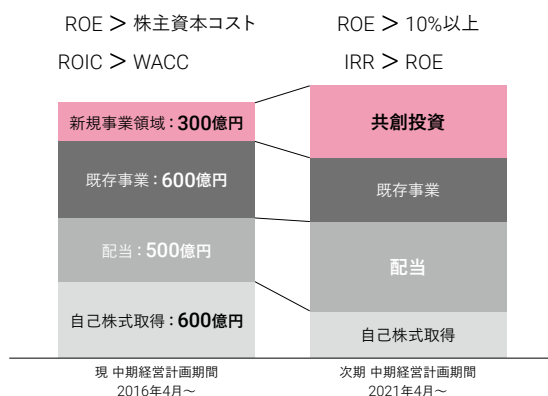 ROE > 株主資本コスト
ROIC > WACC
新規事業領域：300億円
既存事業：600億円
配当：500億円
自己株式取得：600億円
現 中期経営計画期間
2016年4月～
ROE > 10%以上
IRR > ROE
共創投資
既存事業
配当
自己株式取得
次期 中期経営計画期間
2021年4月～